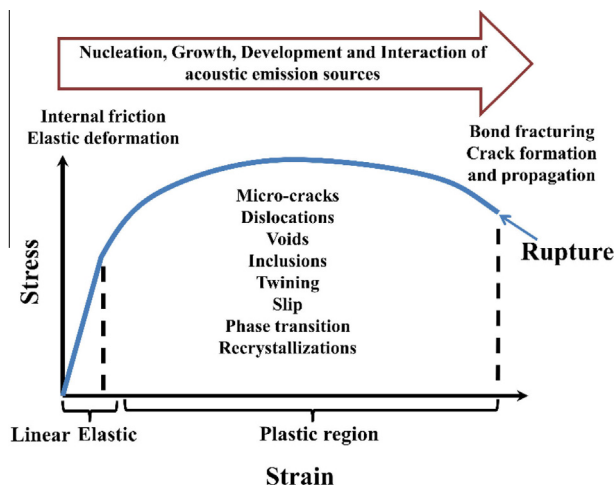 Nucleation, Growth, Development and Interaction of
acoustic emission sources
Internal friction
Elastic deformation
Bond fracturing
Crack formation
and propagation
Micro-cracks
Dislocations
Voids
Inclusions
Twining
Slip
Phase transition
Recrystallizations
Rupture
Stress
Linear Elastic
Plastic region
Strain